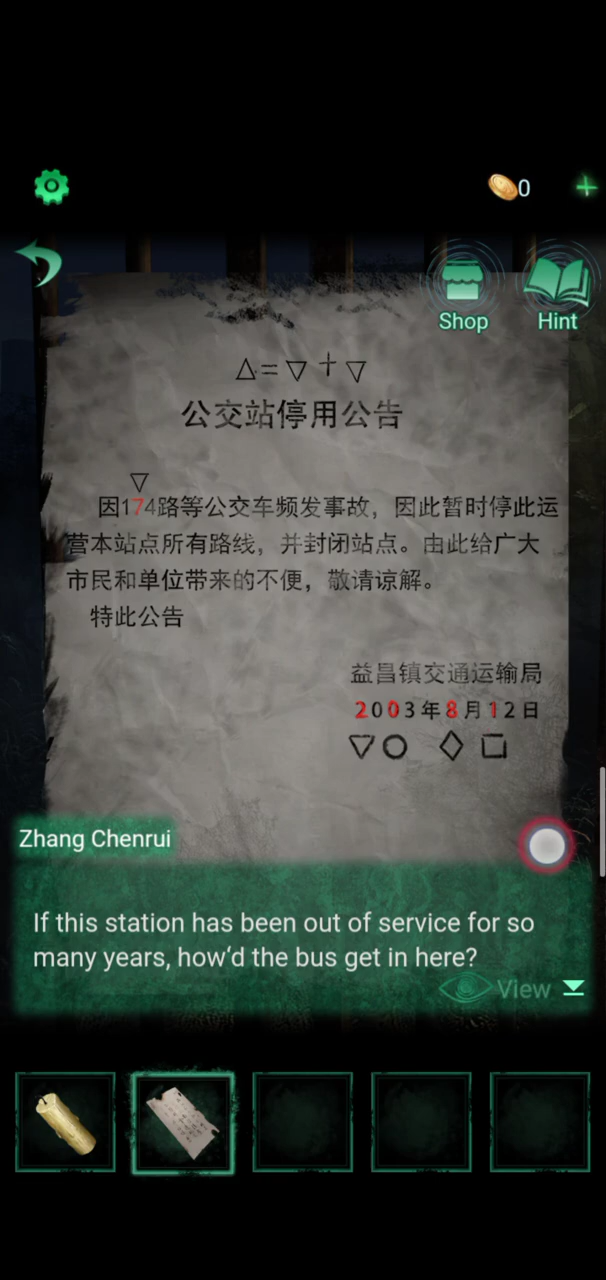 0
Shop
Hint
△=▽+▽
公交站停用公告
▽
因174路等公交车频发事故，因此暂时停此运
营本站点所有路线，并封闭站点。由此给广大
市民和单位带来的不便，敬请谅解。
特此公告
益昌镇交通运输局
2003年8月12日
▽○◇□
Zhang Chenrui
If this station has been out of service for so
many years, how‘d the bus get in here?
View